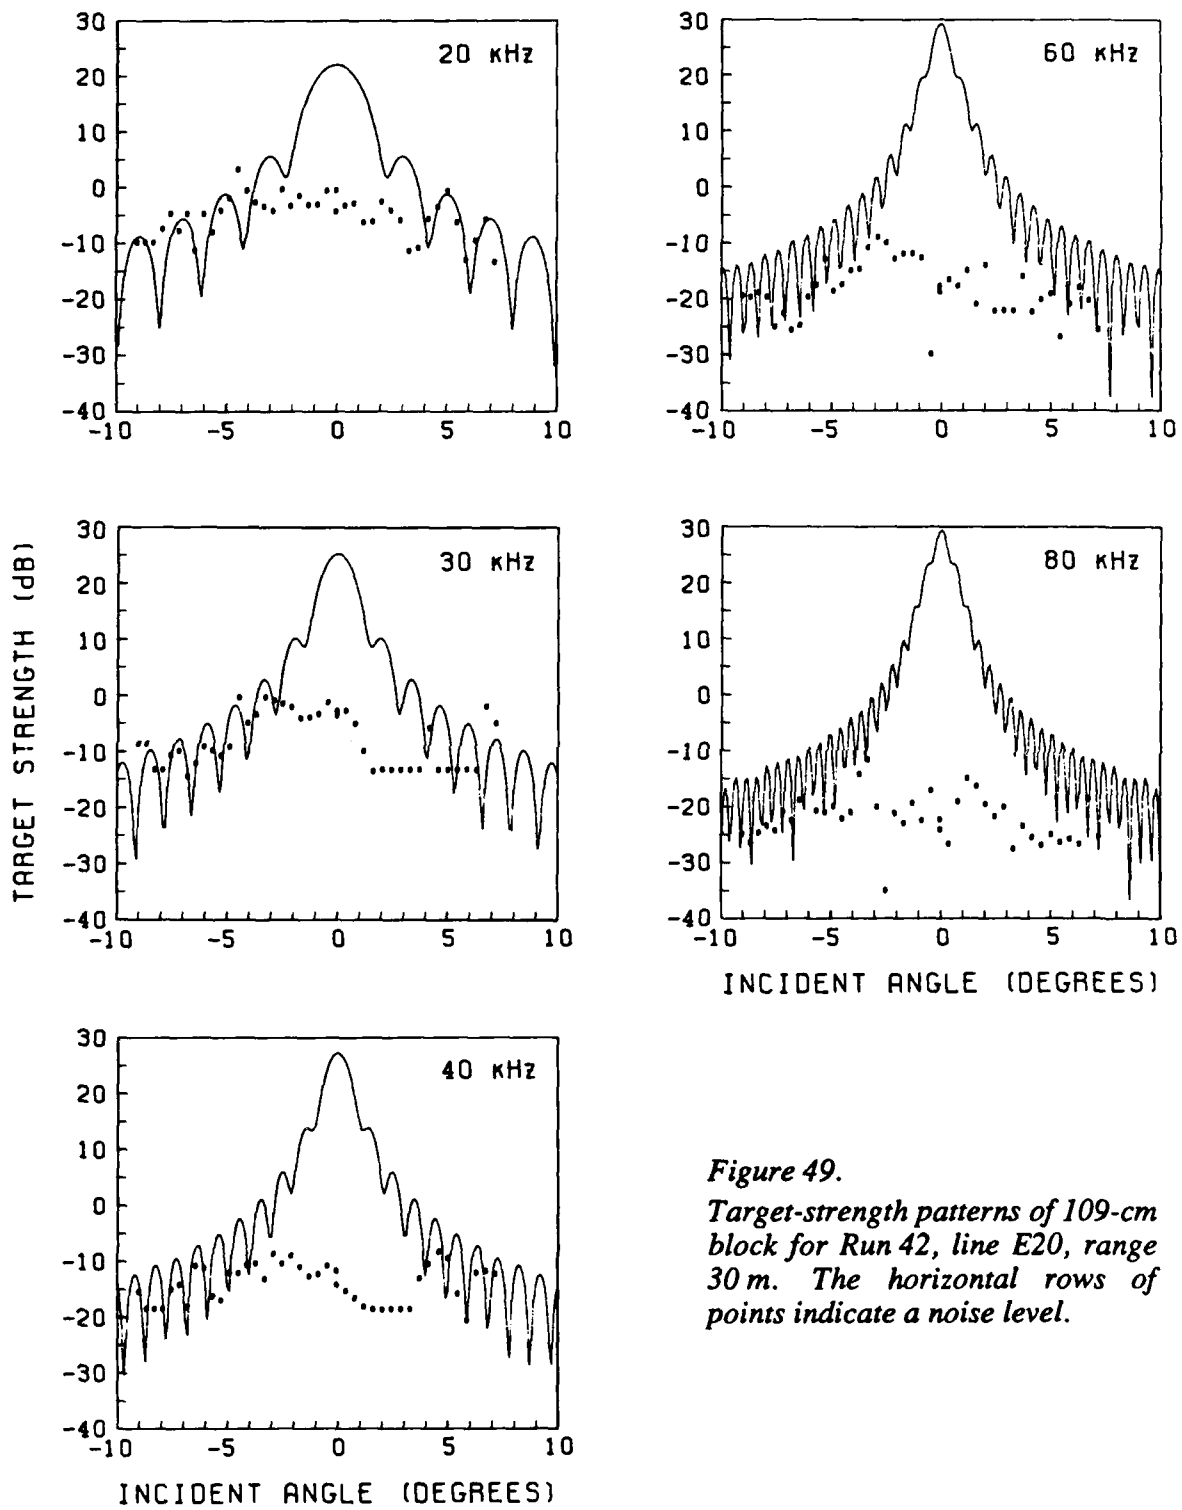 TARGET STRENGTH (dB)
20 KHz
30
20
10
0
-10
-20
-30
-40
-10 -5 0 5 10
60 KHz
30
20
10
0
-10
-20
-30
-40
-10 -5 0 5 10
30 KHz
30
20
10
0
-10
-20
-30
-40
-10 -5 0 5 10
80 KHz
30
20
10
0
-10
-20
-30
-40
-10 -5 0 5 10
INCIDENT ANGLE (DEGREES)
40 KHz
30
20
10
0
-10
-20
-30
-40
-10 -5 0 5 10
INCIDENT ANGLE (DEGREES)
Figure 49.
Target-strength patterns of 109-cm
block for Run 42, line E20, range
30 m. The horizontal rows of
points indicate a noise level.